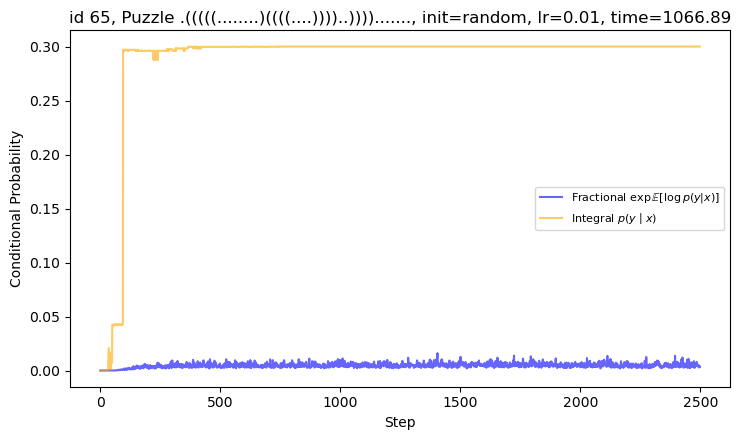 id 65, Puzzle .(((((........)((((....))))..))))......., init=random, lr=0.01, time=1066.89
0.30
0.25
0.20
0.15
0.10
0.05
0.00
Conditional Probability
Fractional exp𝔼[log p(y|x)]
Integral p(y | x)
0
500
1000
1500
2000
2500
Step